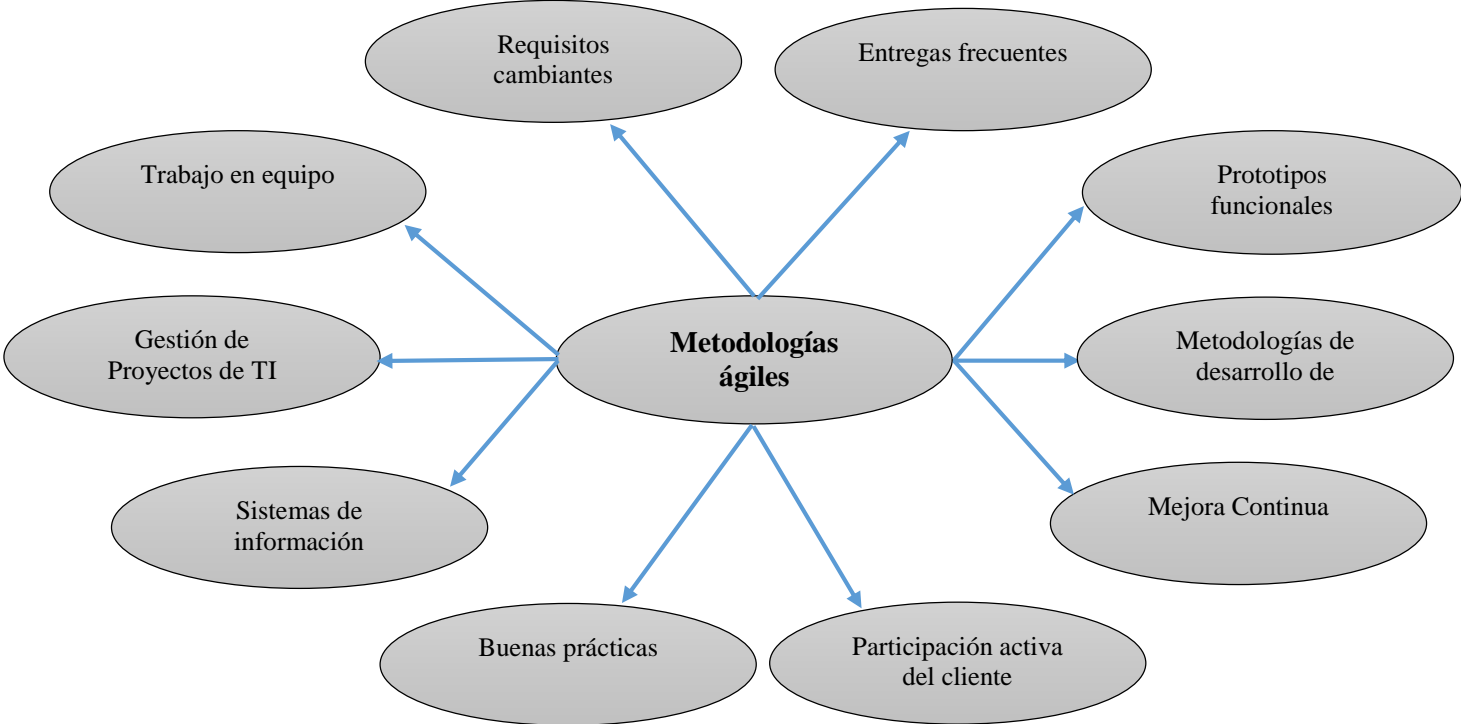 Requisitos
cambiantes
Entregas frecuentes
Trabajo en equipo
Prototipos
funcionales
Gestión de
Proyectos de TI
Metodologías
ágiles
Metodologías de
desarrollo de
Sistemas de
información
Mejora Continua
Buenas prácticas
Participación activa
del cliente